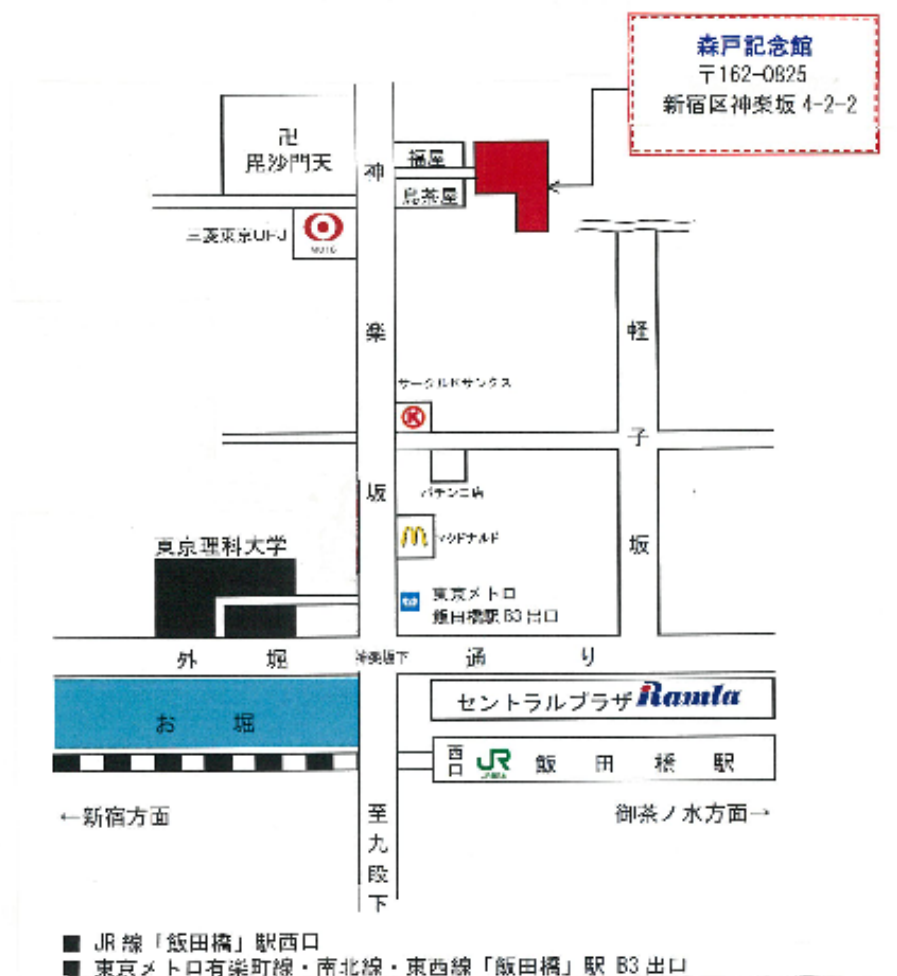 森戸記念館
〒162-0825
新宿区神楽坂 4-2-2
卍
毘沙門天
福屋
鳥茶屋
三菱東京UFJ
神楽坂
サークルKサンクス
パチンコ店
マクドナルド
軽子坂
東京理科大学
東京メトロ
飯田橋駅 B3 出口
外堀通り
神楽坂下
お堀
セントラルプラザ Ramla
西口 JR 飯田橋駅
←新宿方面
御茶ノ水方面→
至九段下
■ JR 線「飯田橋」駅西口
■ 東京メトロ有楽町線・南北線・東西線「飯田橋」駅 B3 出口